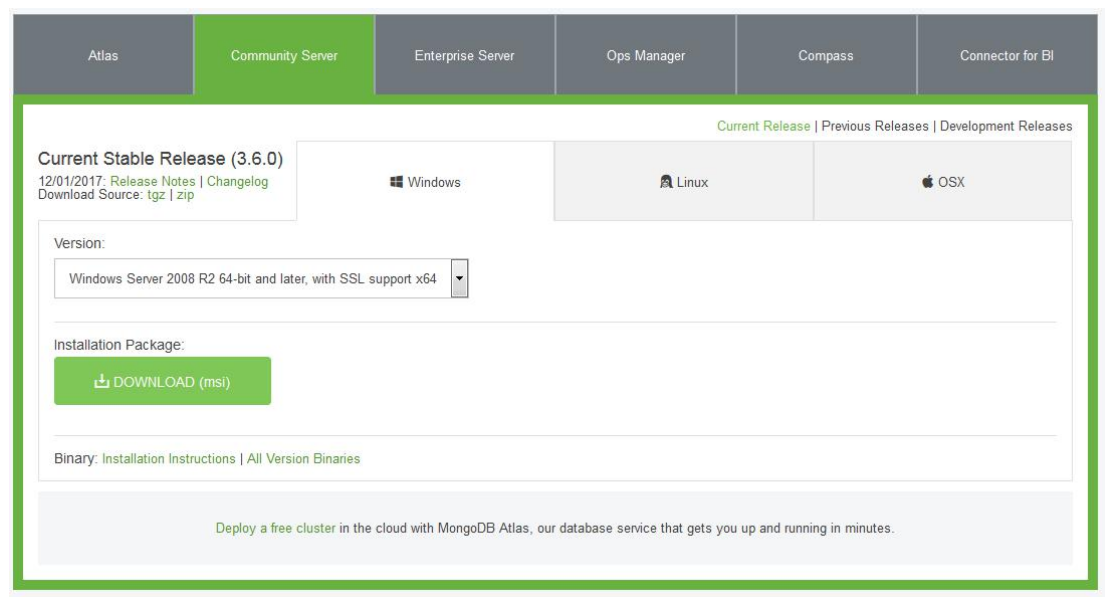 Atlas
Community Server
Enterprise Server
Ops Manager
Compass
Connector for BI
Current Release | Previous Releases | Development Releases
Current Stable Release (3.6.0)
12/01/2017: Release Notes | Changelog
Download Source: tgz | zip
Windows
Linux
OSX
Version:
Windows Server 2008 R2 64-bit and later, with SSL support x64
Installation Package:
DOWNLOAD (msi)
Binary: Installation Instructions | All Version Binaries
Deploy a free cluster in the cloud with MongoDB Atlas, our database service that gets you up and running in minutes.